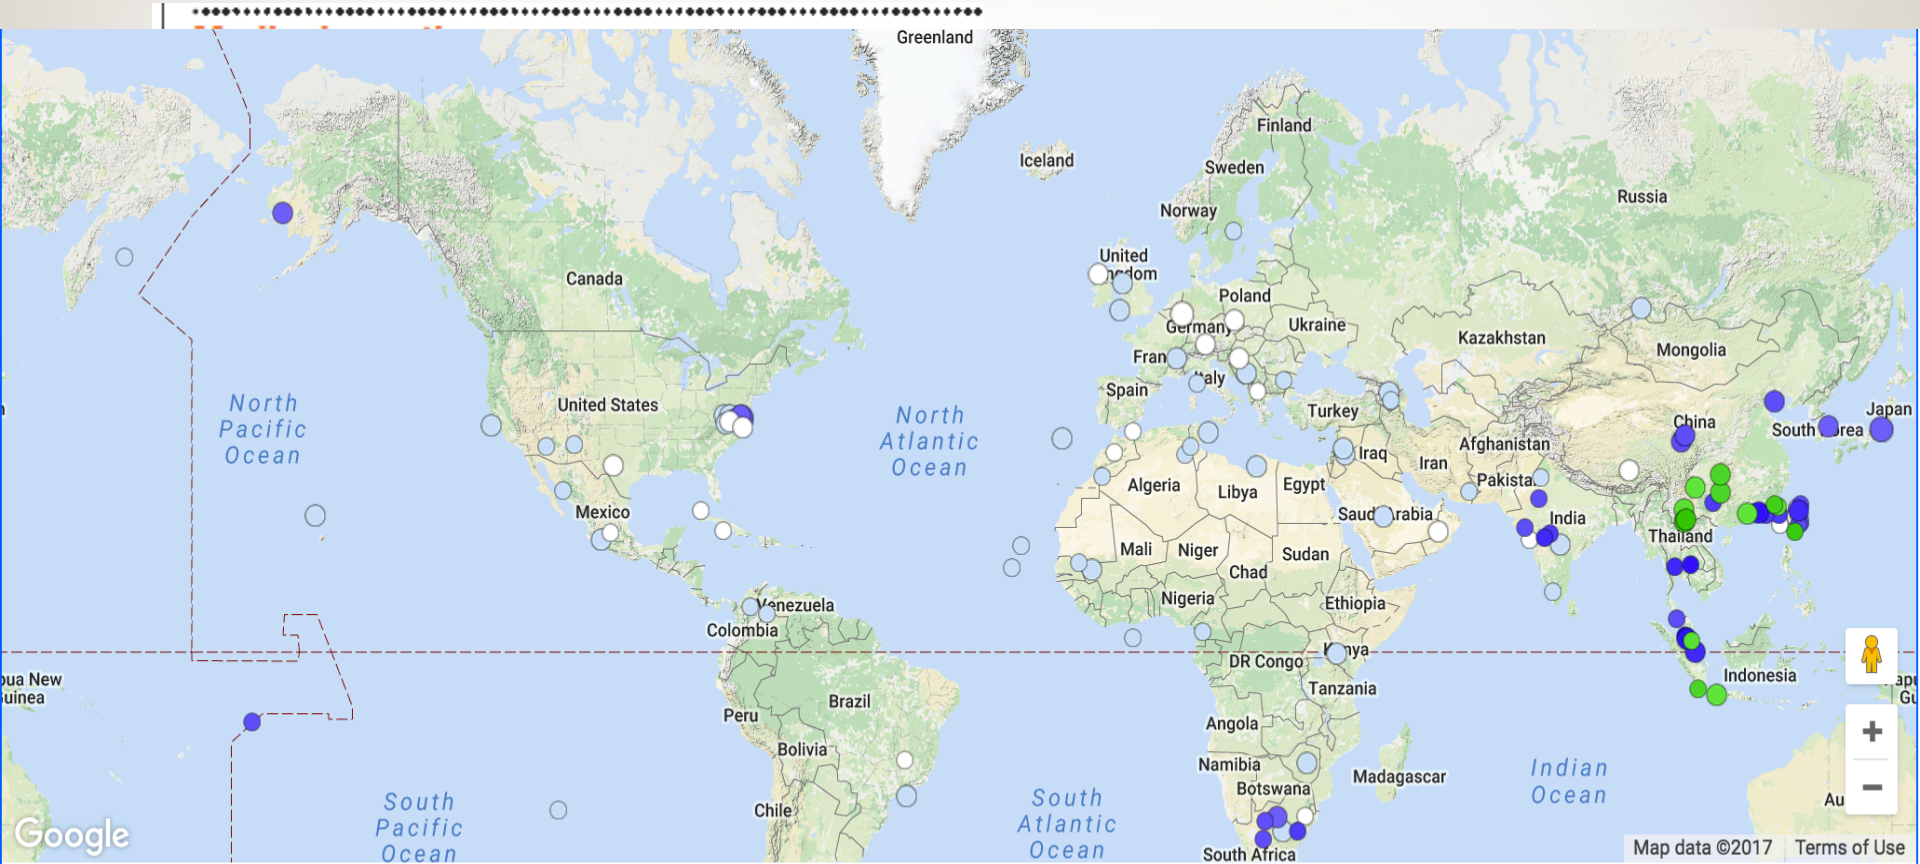 Greenland
Finland
Iceland
Sweden
Russia
Norway
United
Canada
Poland
Germany
Ukraine
Kazakhstan
Mongolia
Spain
United States
Turkey
China
Japan
North
Pacific
Ocean
North
Atlantic
Ocean
Afghanistan
Iraq
Iran
Algeria
Libya
Egypt
Mexico
India
Thailand
Mali
Niger
Sudan
Chad
Nigeria
Ethiopia
Venezuela
Colombia
DR Congo
Indonesia
Tanzania
Brazil
Peru
Angola
Bolivia
Namibia
Madagascar
Botswana
Indian
Ocean
South
Pacific
Ocean
South
Atlantic
Ocean
Chile
South Africa
Google
Map data ©2017 Terms of Use